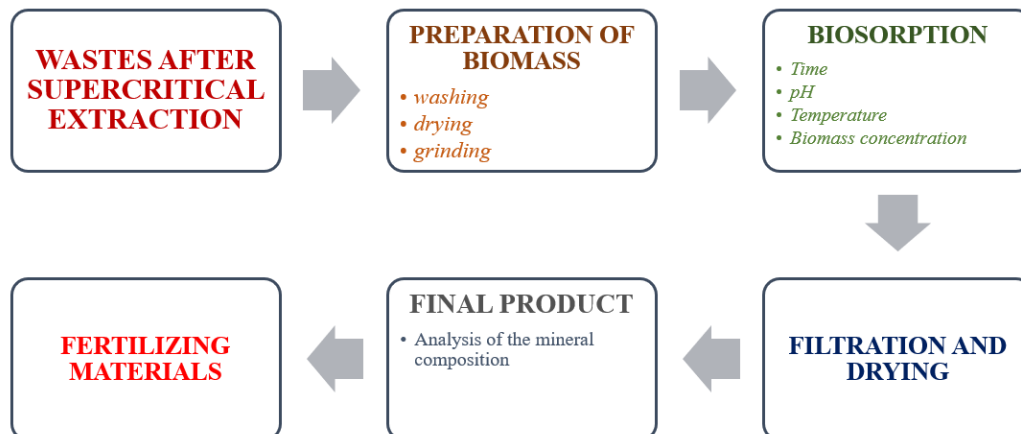 WASTES AFTER
SUPERCRITICAL
EXTRACTION
PREPARATION OF
BIOMASS
• washing
• drying
• grinding
BIOSORPTION
• Time
• pH
• Temperature
• Biomass concentration
FILTRATION AND
DRYING
FINAL PRODUCT
• Analysis of the mineral
composition
FERTILIZING
MATERIALS